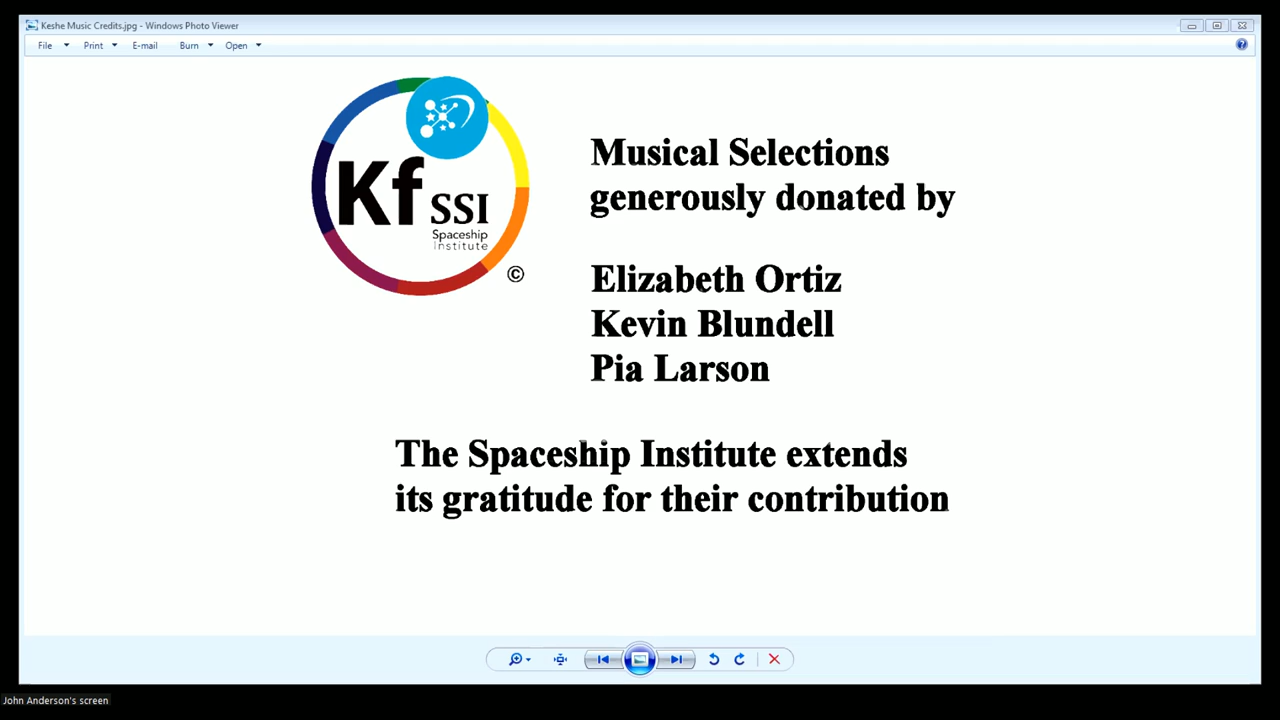 Keshe Music Credits.jpg - Windows Photo Viewer
File Print E-mail Burn Open
Kf SSI
Spaceship
Institute
©
Musical Selections
generously donated by
Elizabeth Ortiz
Kevin Blundell
Pia Larson
The Spaceship Institute extends
its gratitude for their contribution
John Anderson's screen